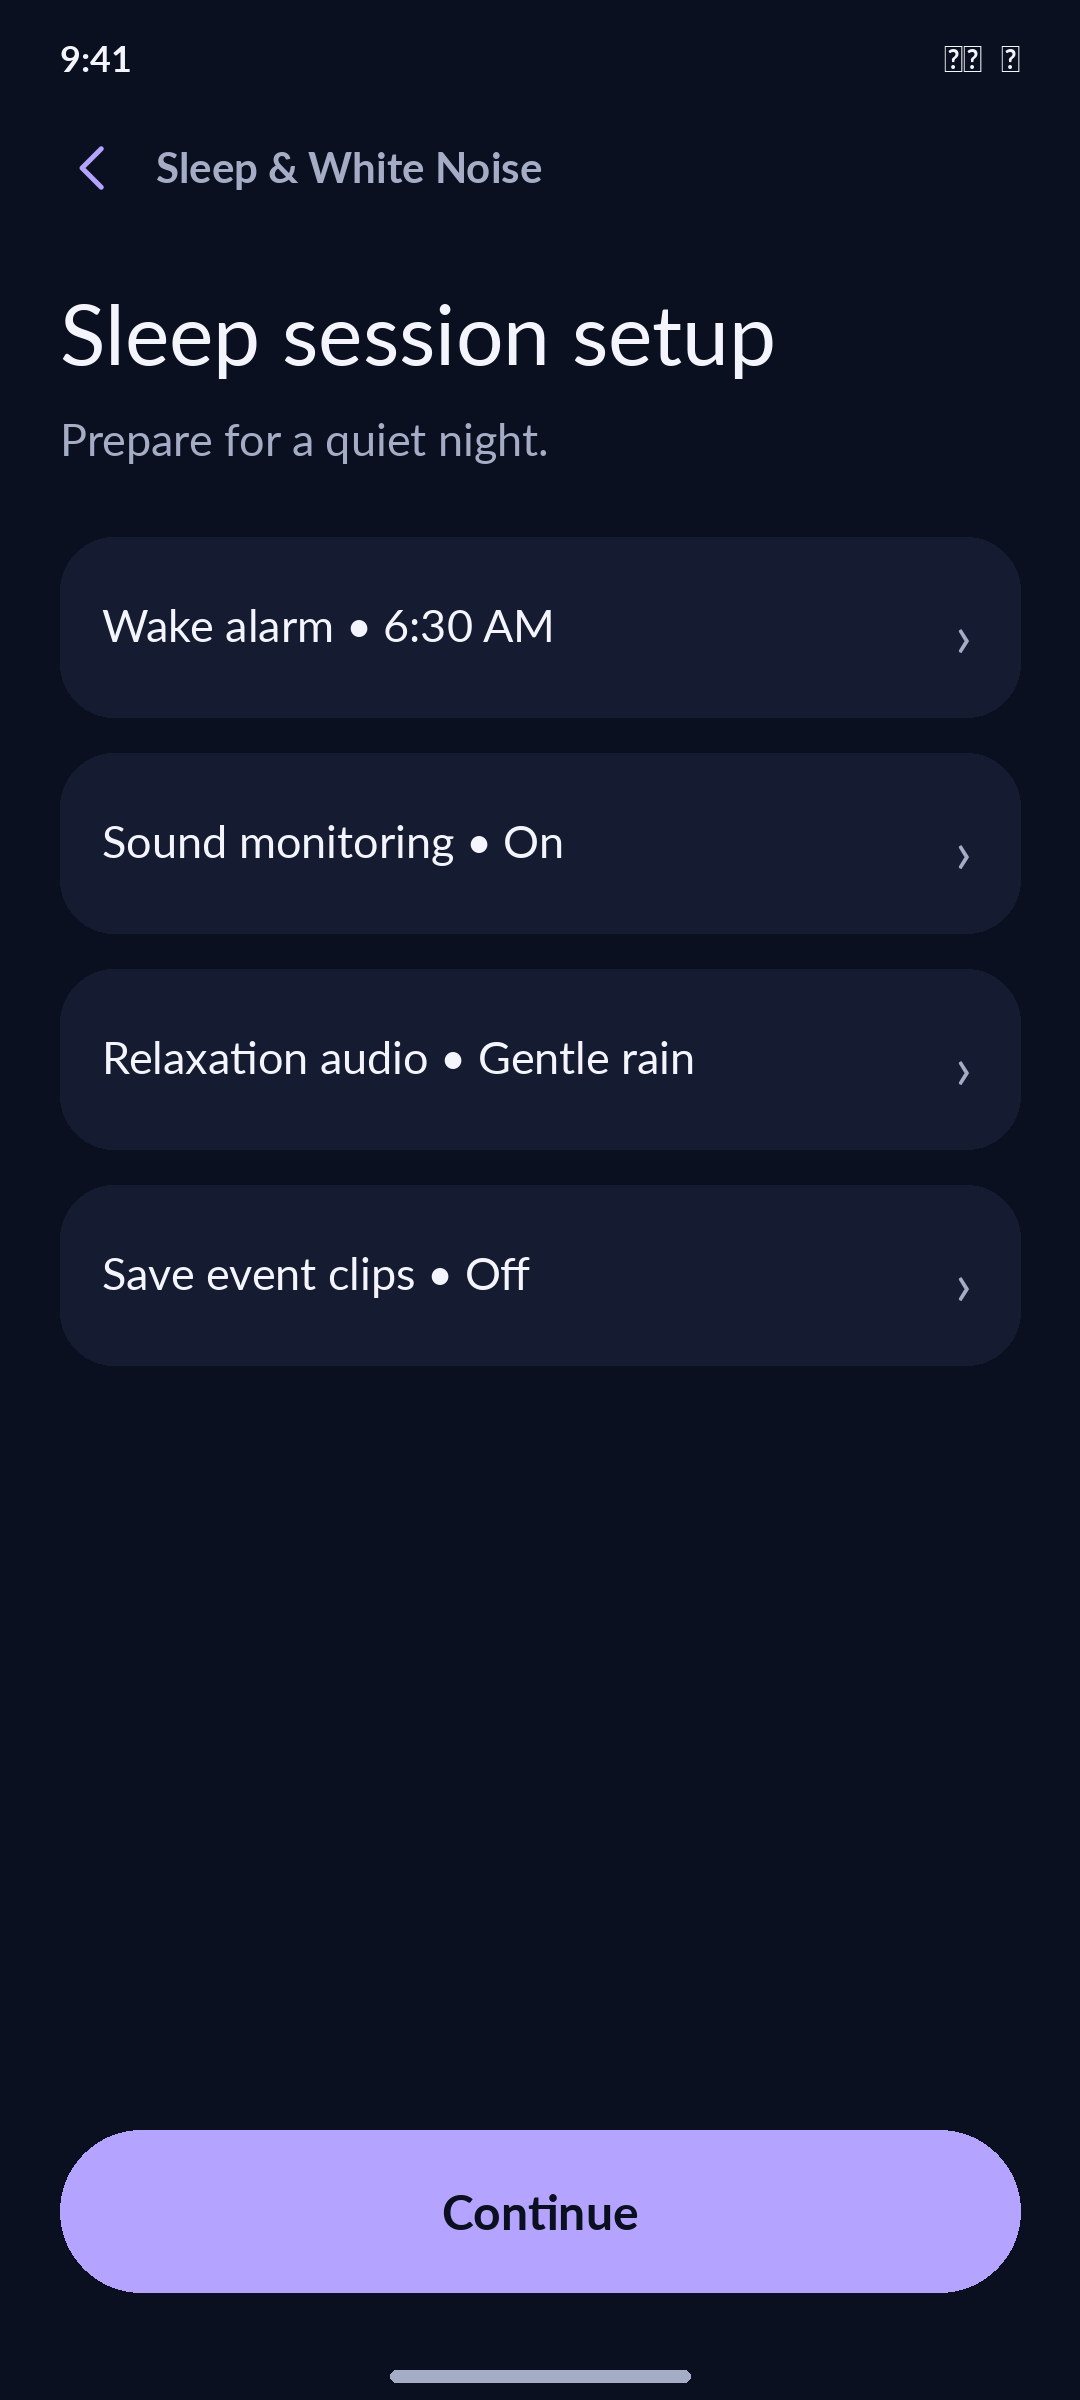 9:41
Sleep & White Noise
Sleep session setup
Prepare for a quiet night.
Wake alarm • 6:30 AM
Sound monitoring • On
Relaxation audio • Gentle rain
Save event clips • Off
Continue